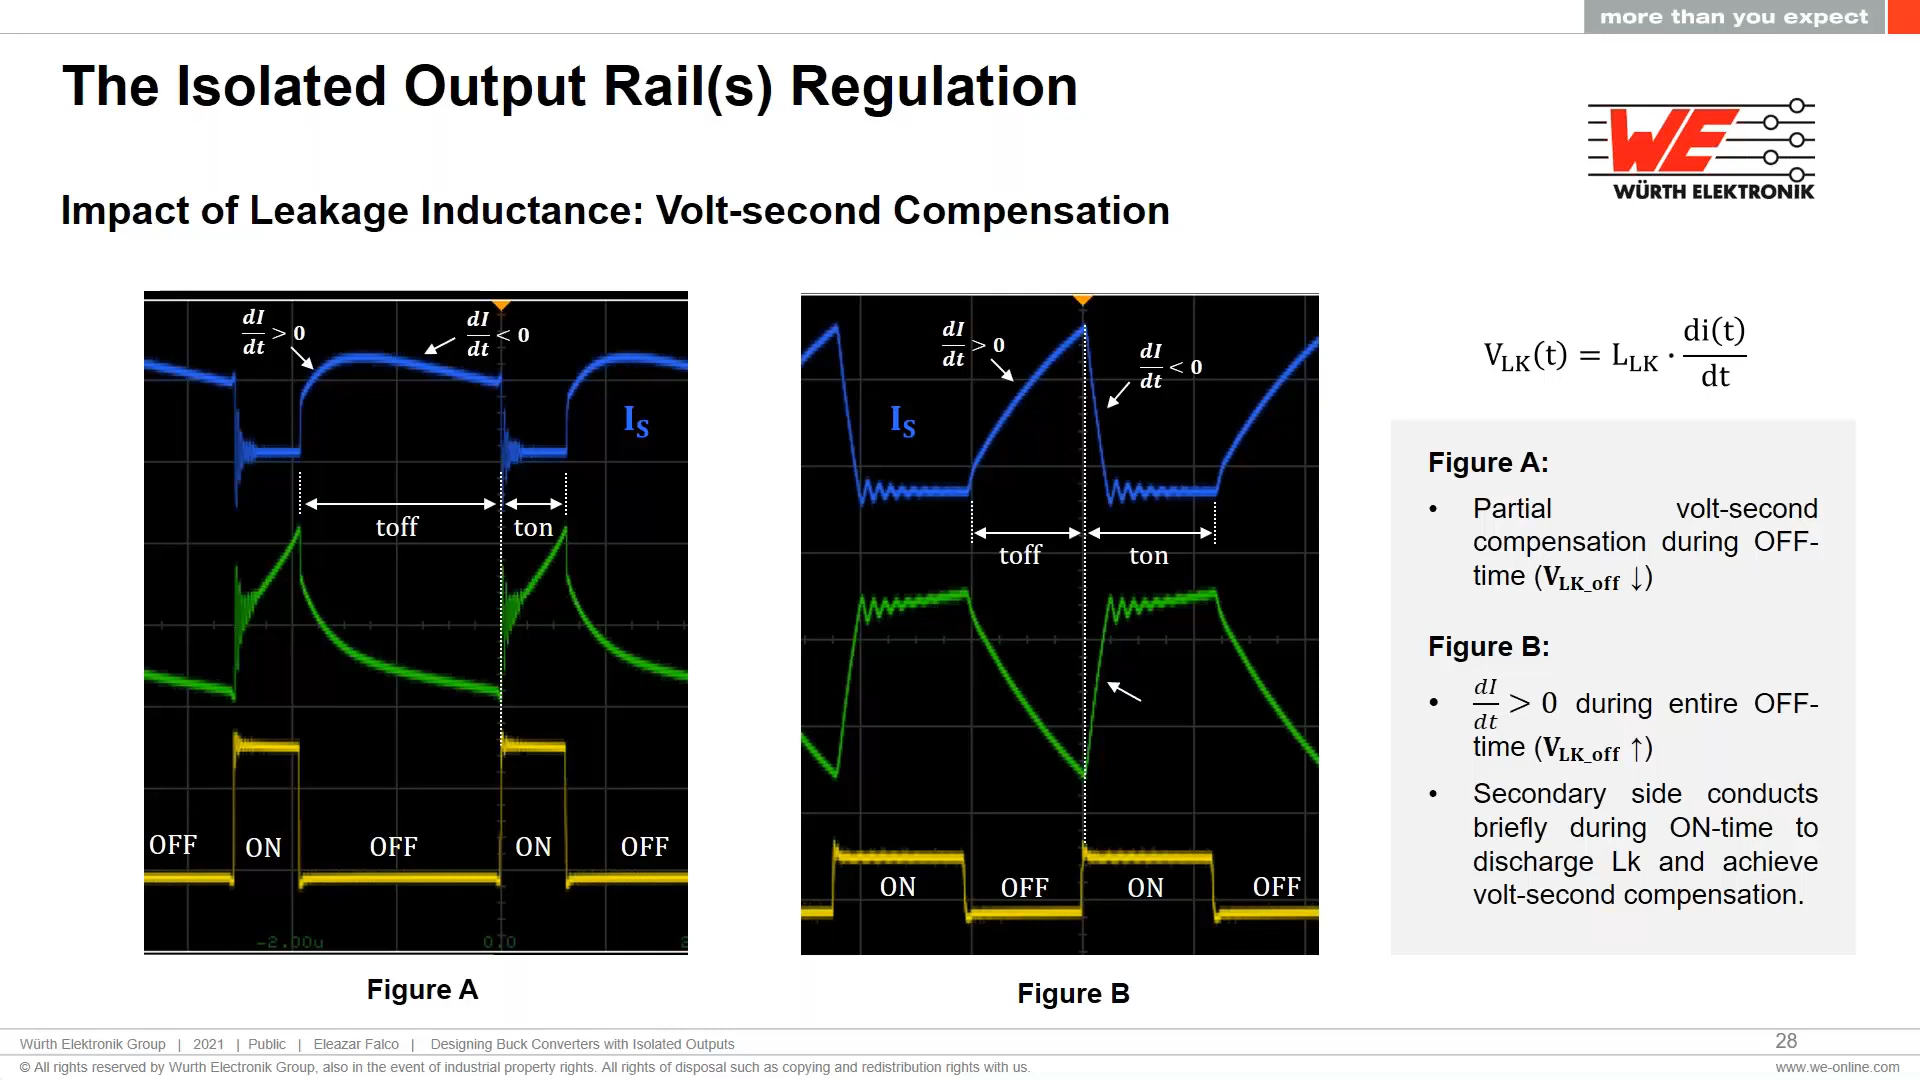 more than you expect
The Isolated Output Rail(s) Regulation
WE
WÜRTH ELEKTRONIK
Impact of Leakage Inductance: Volt-second Compensation
dI/dt > 0
dI/dt < 0
I_S
toff
ton
OFF
ON
OFF
ON
OFF
-2.00u
0.0
Figure A
dI/dt > 0
dI/dt < 0
I_S
toff
ton
ON
OFF
ON
OFF
Figure B
V_LK(t) = L_LK · di(t)/dt
Figure A:
• Partial volt-second
compensation during OFF-
time (V_LK_off ↓)
Figure B:
• dI/dt > 0 during entire OFF-
time (V_LK_off ↑)
• Secondary side conducts
briefly during ON-time to
discharge Lk and achieve
volt-second compensation.
Würth Elektronik Group | 2021 | Public | Eleazar Falco | Designing Buck Converters with Isolated Outputs
28
© All rights reserved by Wurth Electronik Group, also in the event of industrial property rights. All rights of disposal such as copying and redistribution rights with us.
www.we-online.com